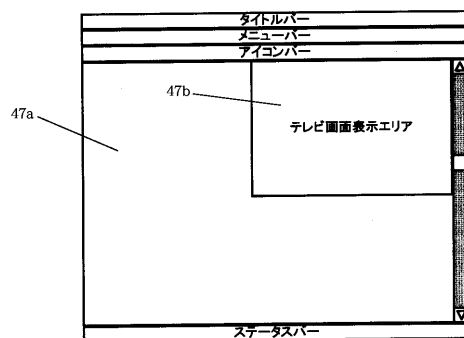 タイトルバー
メニューバー
アイコンバー
47b
47a
テレビ画面表示エリア
ステータスバー